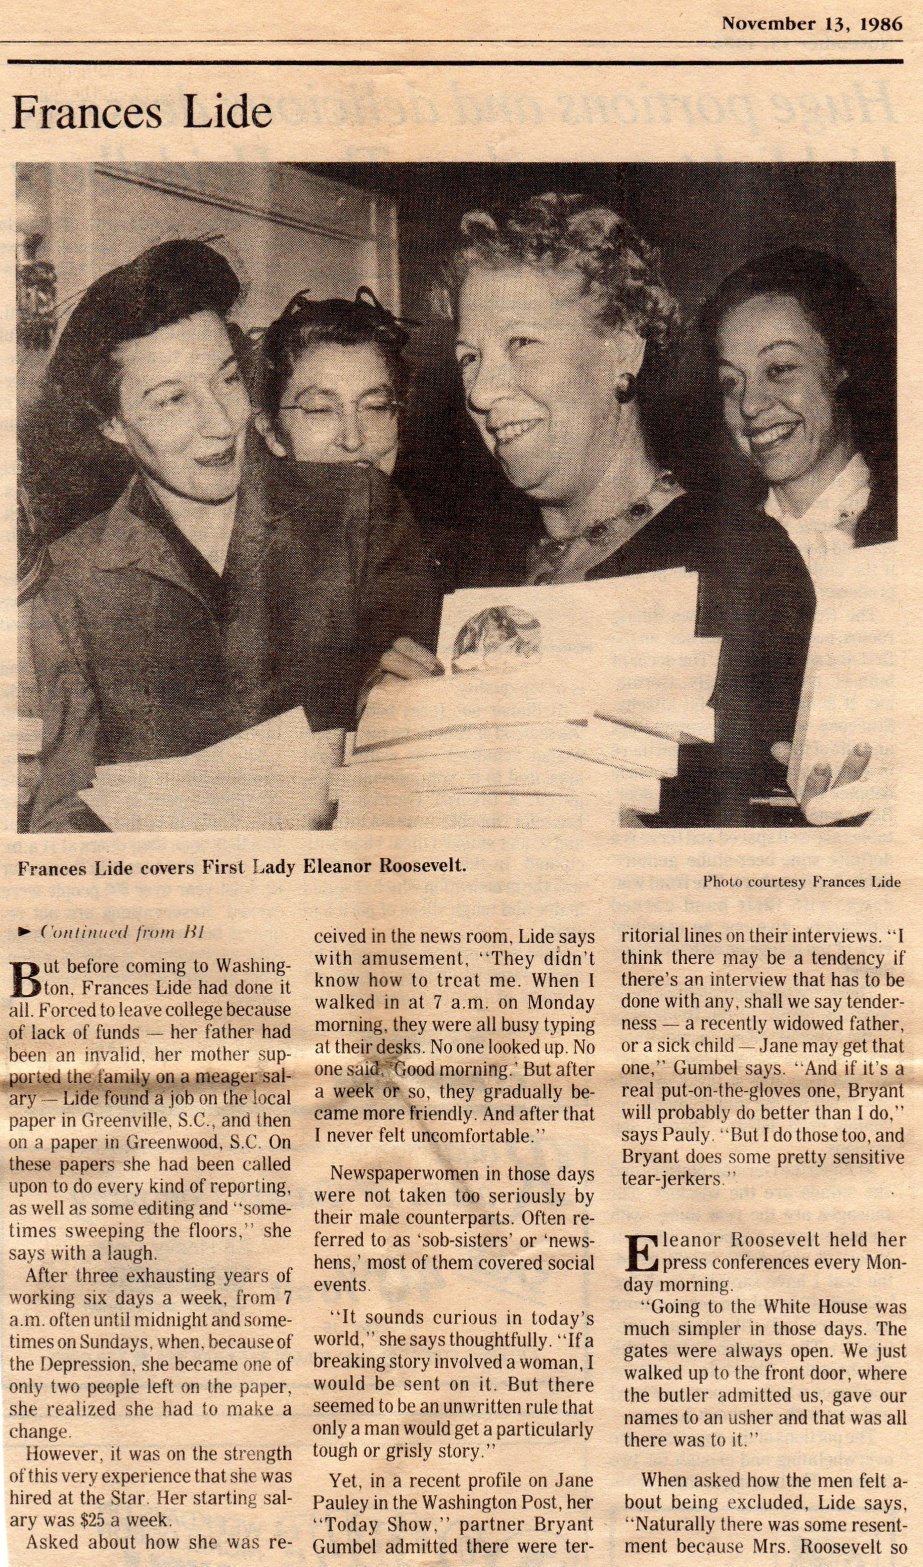 November 13, 1986
Frances Lide
Frances Lide covers First Lady Eleanor Roosevelt.
Photo courtesy Frances Lide
► Continued from B1
But before coming to Washing-
ton, Frances Lide had done it
all. Forced to leave college because
of lack of funds — her father had
been an invalid, her mother sup-
ported the family on a meager sal-
ary — Lide found a job on the local
paper in Greenville, S.C., and then
on a paper in Greenwood, S.C. On
these papers she had been called
upon to do every kind of reporting,
as well as some editing and “some-
times sweeping the floors,” she
says with a laugh.
After three exhausting years of
working six days a week, from 7
a.m. often until midnight and some-
times on Sundays, when, because of
the Depression, she became one of
only two people left on the paper,
she realized she had to make a
change.
However, it was on the strength
of this very experience that she was
hired at the Star. Her starting sal-
ary was $25 a week.
Asked about how she was re-
ceived in the news room, Lide says
with amusement, “They didn’t
know how to treat me. When I
walked in at 7 a.m. on Monday
morning, they were all busy typing
at their desks. No one looked up. No
one said, ‘Good morning.’ But after
a week or so, they gradually be-
came more friendly. And after that
I never felt uncomfortable.”
Newspaperwomen in those days
were not taken too seriously by
their male counterparts. Often re-
ferred to as ‘sob-sisters’ or ‘news-
hens,’ most of them covered social
events.
“It sounds curious in today’s
world,” she says thoughtfully. “If a
breaking story involved a woman, I
would be sent on it. But there
seemed to be an unwritten rule that
only a man would get a particularly
tough or grisly story.”
Yet, in a recent profile on Jane
Pauley in the Washington Post, her
“Today Show,” partner Bryant
Gumbel admitted there were ter-
ritorial lines on their interviews. “I
think there may be a tendency if
there’s an interview that has to be
done with any, shall we say tender-
ness — a recently widowed father,
or a sick child — Jane may get that
one,” Gumbel says. “And if it’s a
real put-on-the-gloves one, Bryant
will probably do better than I do,”
says Pauly. “But I do those too, and
Bryant does some pretty sensitive
tear-jerkers.”
Eleanor Roosevelt held her
press conferences every Mon-
day morning.
“Going to the White House was
much simpler in those days. The
gates were always open. We just
walked up to the front door, where
the butler admitted us, gave our
names to an usher and that was all
there was to it.”
When asked how the men felt a-
bout being excluded, Lide says,
“Naturally there was some resent-
ment because Mrs. Roosevelt so